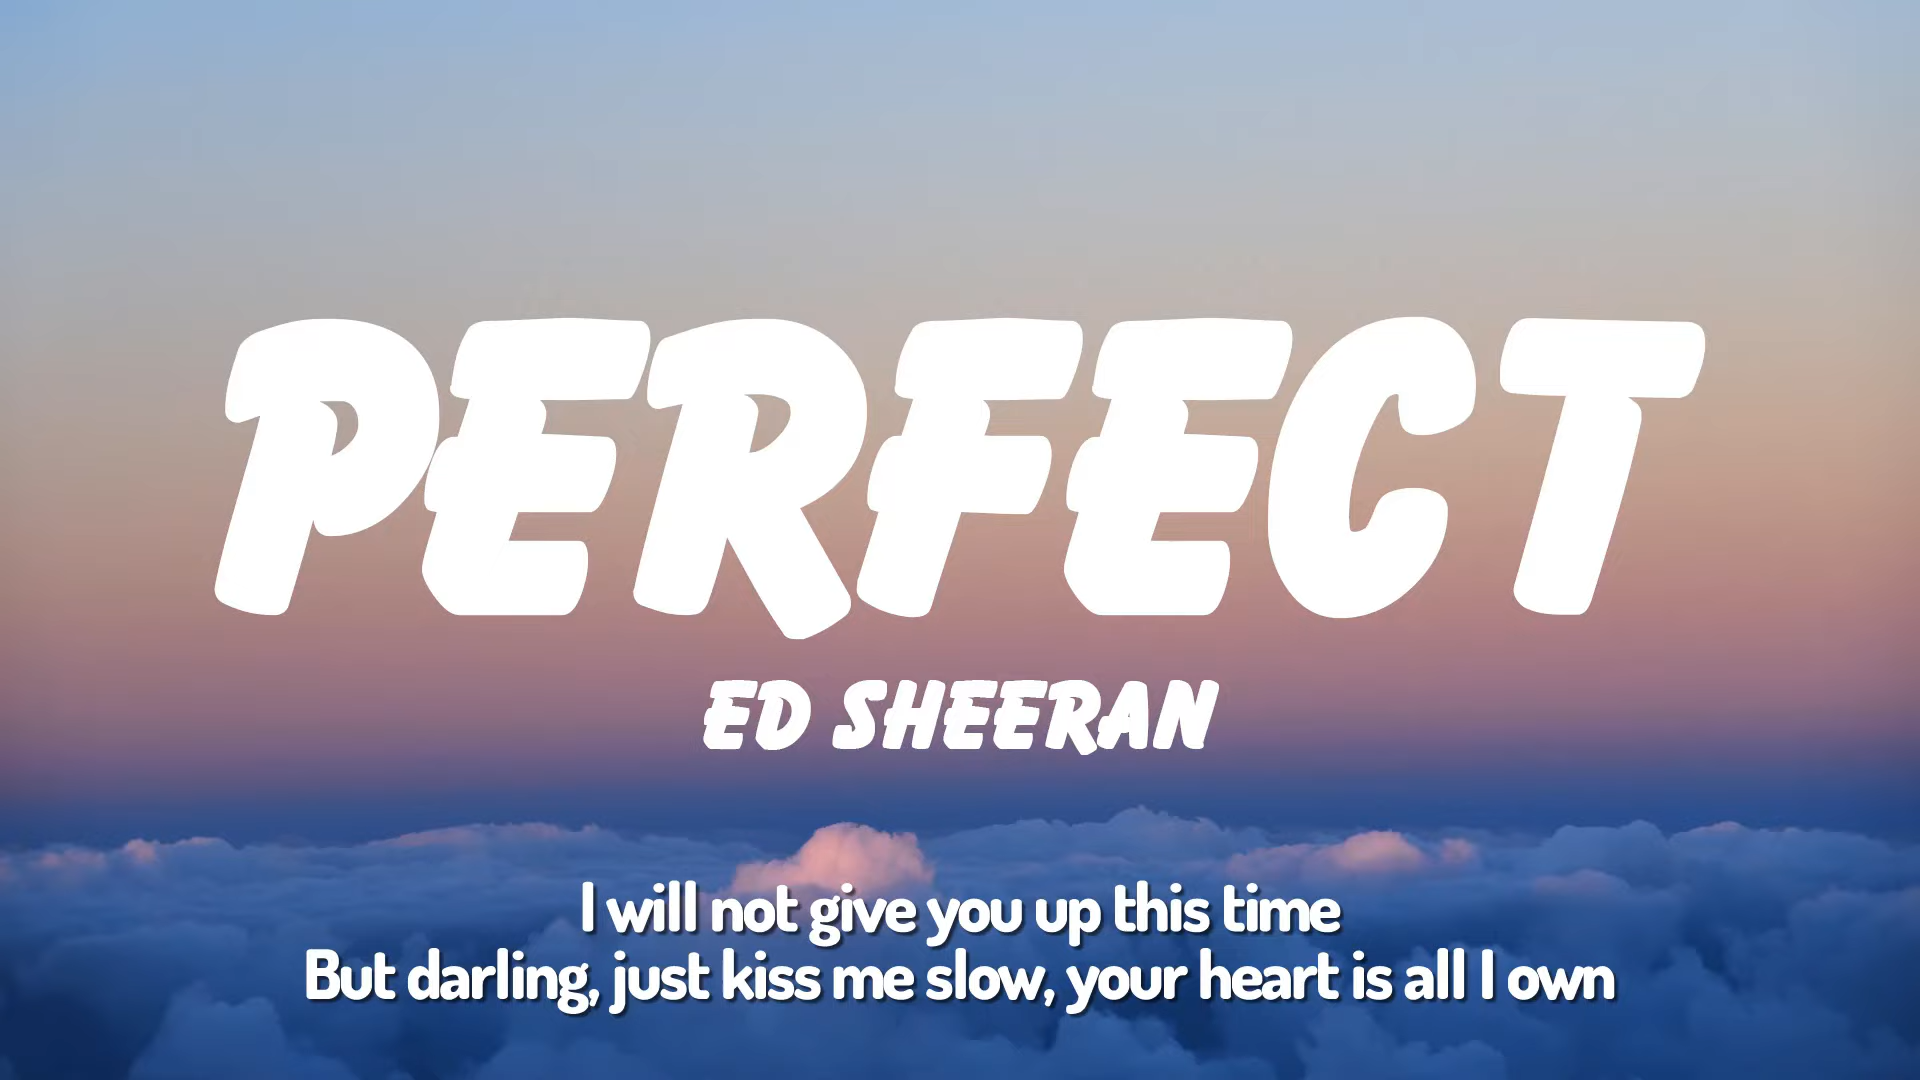 PERFECT
ED SHEERAN
I will not give you up this time
But darling, just kiss me slow, your heart is all I own